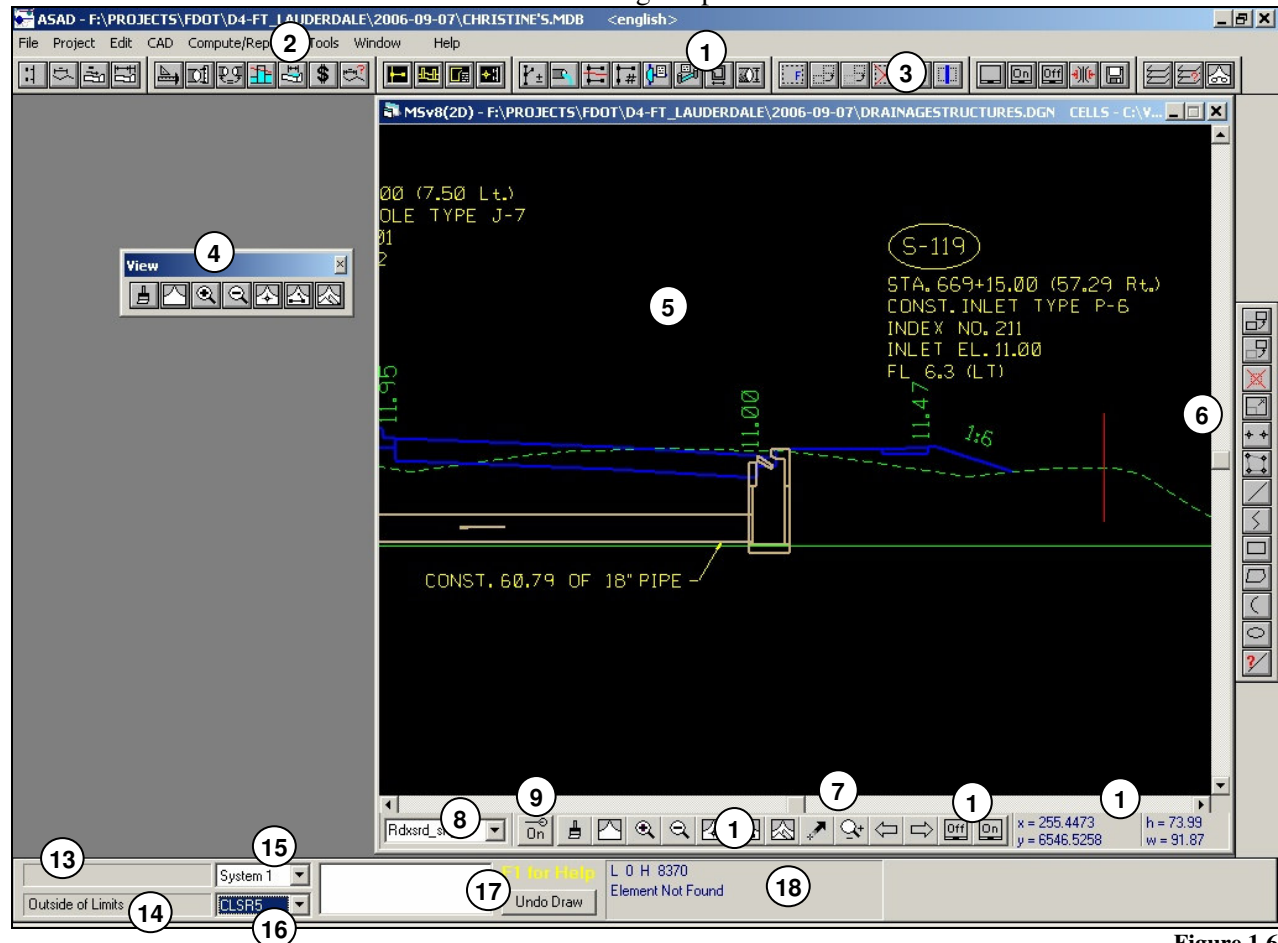 ASAD - F:\PROJECTS\FDOT\D4-FT_LAUDERDALE\2006-09-07\CHRISTINE'S.MDB <english>
File Project Edit CAD Compute/Rep Tools Window Help
2
1
3
MSv8(2D) - F:\PROJECTS\FDOT\D4-FT_LAUDERDALE\2006-09-07\DRAINAGESTRUCTURES.DGN CELLS - C:\V...
4
View
5
6
00 (7.50 Lt.)
OLE TYPE J-7
01
2
S-119
STA. 669+15.00 (57.29 Rt.)
CONST. INLET TYPE P-6
INDEX NO. 211
INLET EL. 11.00
FL 6.3 (LT)
11.95
11.00
11.47
1:6
CONST. 60.79 OF 18" PIPE
7
8
9
1
1
1
On
Off On
x = 255.4473 h = 73.99
y = 6546.5258 w = 91.87
13
15
System 1
F1 for Help
L 0 H 8370
Element Not Found
17
18
Outside of Limits
14
CLSR5
Undo Draw
16